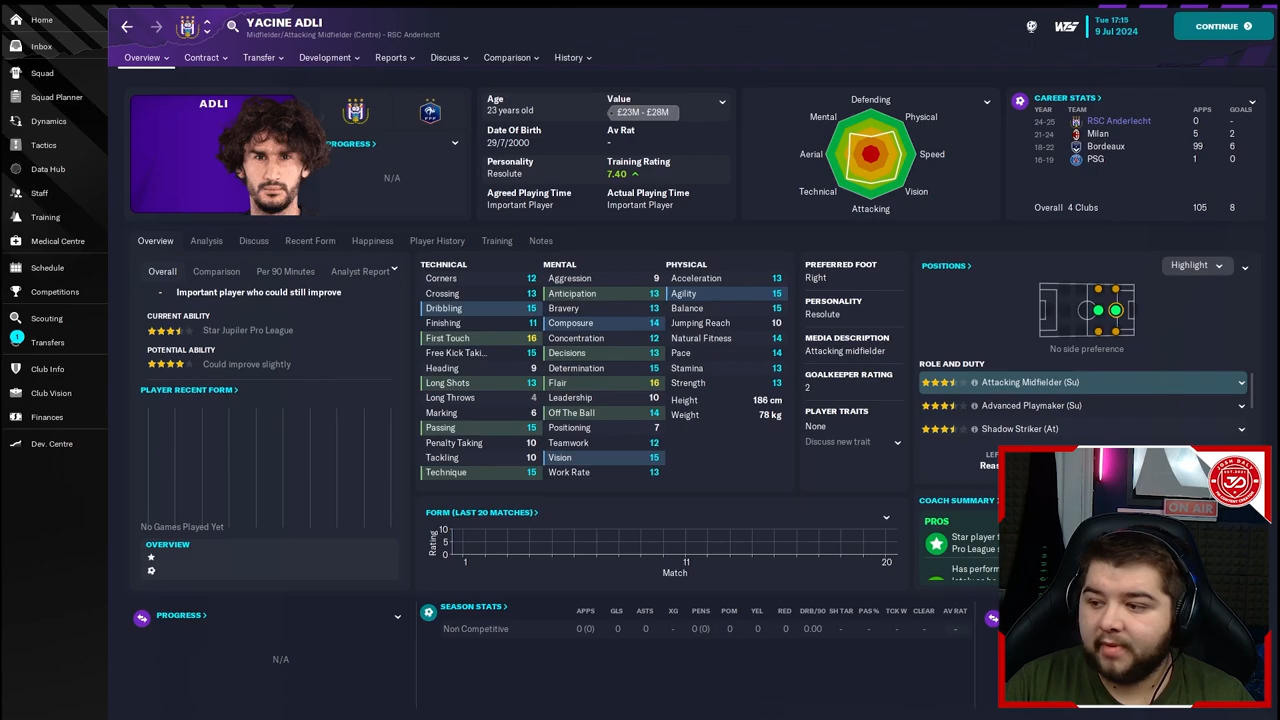 Home
Inbox
Squad
Squad Planner
Dynamics
Tactics
Data Hub
Staff
Training
Medical Centre
Schedule
Competitions
Scouting
1
Transfers
Club Info
Club Vision
Finances
Dev. Centre
YACINE ADLI
Midfielder/Attacking Midfielder (Centre) - RSC Anderlecht
Tue 17:15
9 Jul 2024
CONTINUE
Overview Contract Transfer Development Reports Discuss Comparison History
ADLI
FFF
PROGRESS >
N/A
Age
23 years old
Value
£23M - £28M
Date Of Birth
29/7/2000
Av Rat
-
Personality
Resolute
Training Rating
7.40
Agreed Playing Time
Important Player
Actual Playing Time
Important Player
Defending
Mental Physical
Aerial Speed
Technical Vision
Attacking
CAREER STATS >
YEAR TEAM APPS GOALS
24-25 RSC Anderlecht 0 -
21-24 Milan 5 2
18-22 Bordeaux 99 6
16-19 PSG 1 0
Overall 4 Clubs 105 8
Overview Analysis Discuss Recent Form Happiness Player History Training Notes
Overall Comparison Per 90 Minutes Analyst Report
- Important player who could still improve
CURRENT ABILITY
Star Jupiler Pro League
POTENTIAL ABILITY
Could improve slightly
PLAYER RECENT FORM >
No Games Played Yet
OVERVIEW
TECHNICAL
Corners 12
Crossing 13
Dribbling 15
Finishing 11
First Touch 16
Free Kick Taki... 15
Heading 9
Long Shots 13
Long Throws 4
Marking 6
Passing 15
Penalty Taking 10
Tackling 10
Technique 15
MENTAL
Aggression 9
Anticipation 13
Bravery 13
Composure 14
Concentration 12
Decisions 13
Determination 15
Flair 16
Leadership 10
Off The Ball 14
Positioning 7
Teamwork 12
Vision 15
Work Rate 13
PHYSICAL
Acceleration 13
Agility 15
Balance 15
Jumping Reach 10
Natural Fitness 14
Pace 14
Stamina 13
Strength 13
Height 186 cm
Weight 78 kg
PREFERRED FOOT
Right
PERSONALITY
Resolute
MEDIA DESCRIPTION
Attacking midfielder
GOALKEEPER RATING
2
PLAYER TRAITS
None
Discuss new trait
POSITIONS >
Highlight
No side preference
ROLE AND DUTY
Attacking Midfielder (Su)
Advanced Playmaker (Su)
Shadow Striker (At)
COACH SUMMARY
PROS
Star player f
Pro League s
Has perform
FORM (LAST 20 MATCHES) >
Rating
10
5
0
1 11 20
Match
PROGRESS >
N/A
SEASON STATS >
APPS GLS ASTS XG PENS POM YEL RED DRB/90 SH TAR PAS % TCK W CLEAR AV RAT
Non Competitive 0 (0) 0 0 - 0 (0) 0 0 0 0.00 - - - - -
JOSH DALY
JD
ON AIR